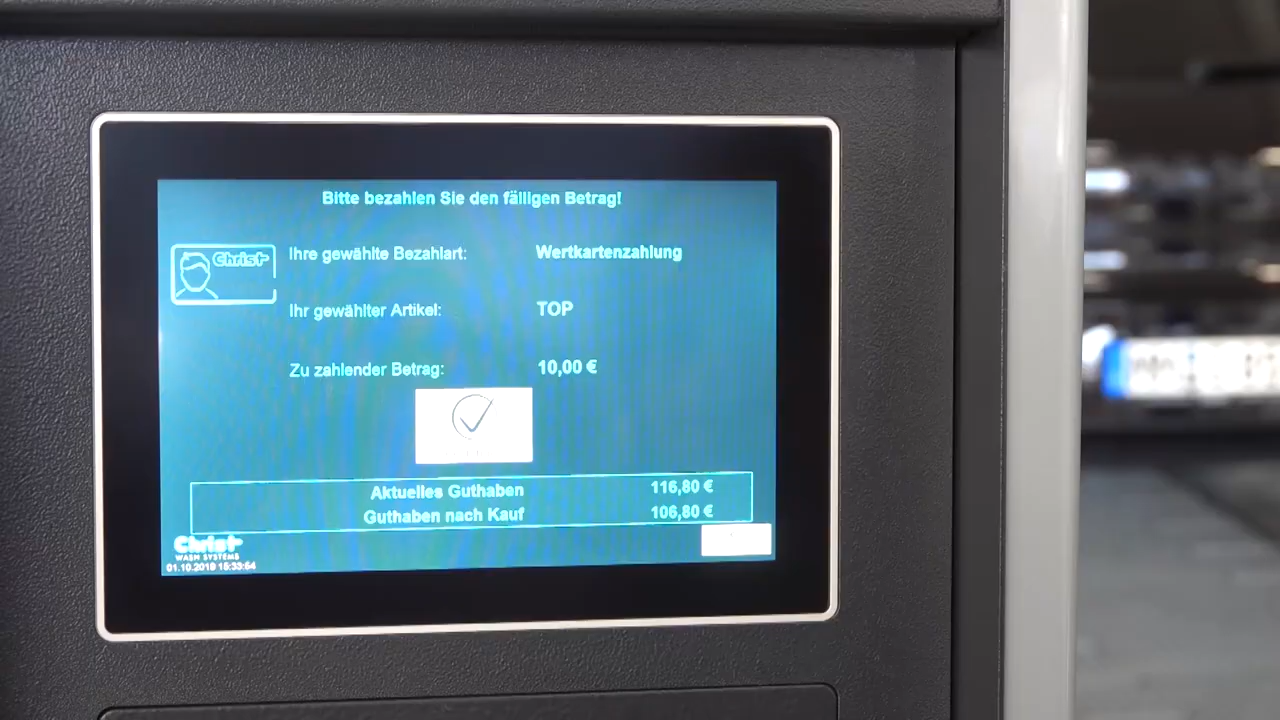 Bitte bezahlen Sie den fälligen Betrag!
Christ
Ihre gewählte Bezahlart: Wertkartenzahlung
Ihr gewählter Artikel: TOP
Zu zahlender Betrag: 10,00 €
Aktuelles Guthaben 116,80 €
Guthaben nach Kauf 106,80 €
Christ
WASH SYSTEMS
01.10.2019 15:33:54